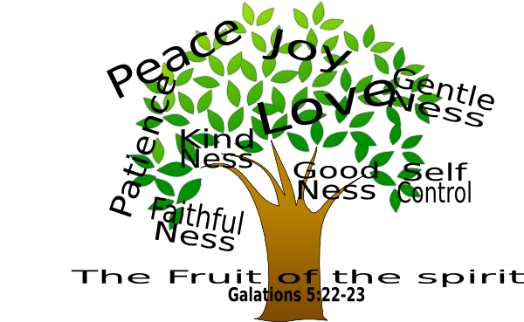 Peace
Joy
Love
Gentle
Ness
Patience
Kind
Ness
Good
Ness
Self
Control
Faithful
Ness
The Fruit of the spirit
Galations 5:22-23